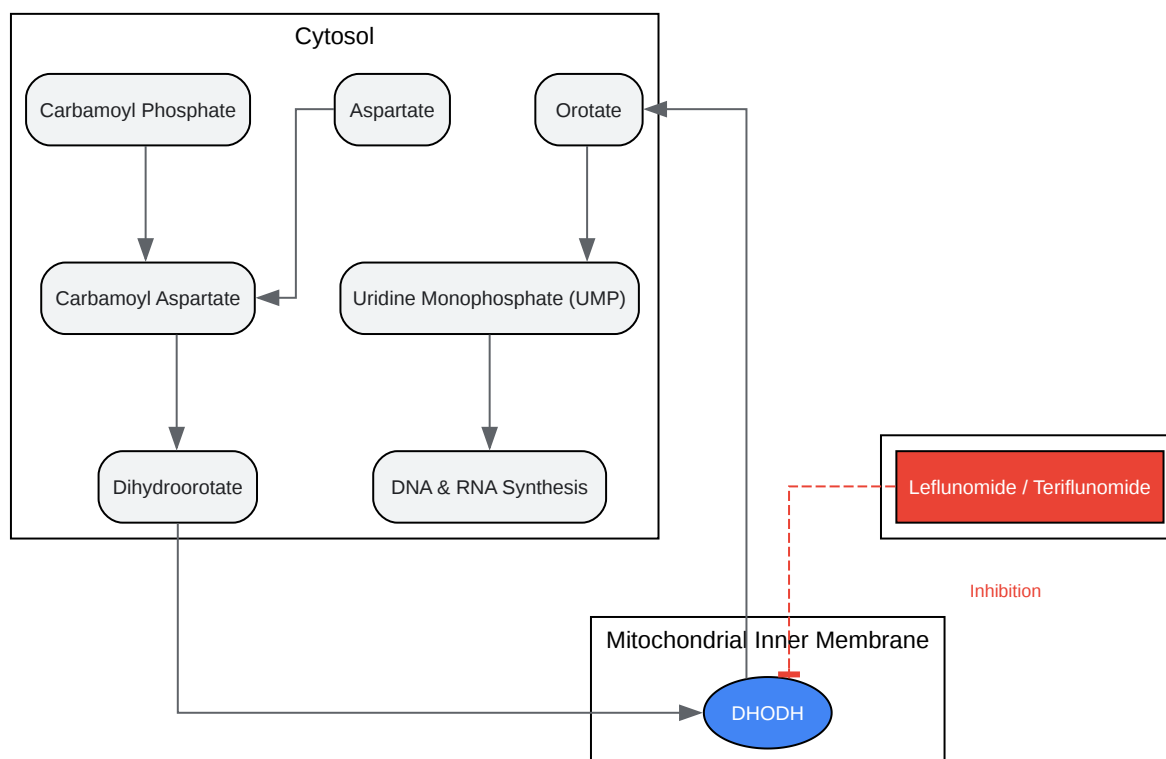 Cytosol
Carbamoyl Phosphate
Aspartate
Orotate
Carbamoyl Aspartate
Uridine Monophosphate (UMP)
Dihydroorotate
DNA & RNA Synthesis
Leflunomide / Teriflunomide
Inhibition
Mitochondrial Inner Membrane
DHODH